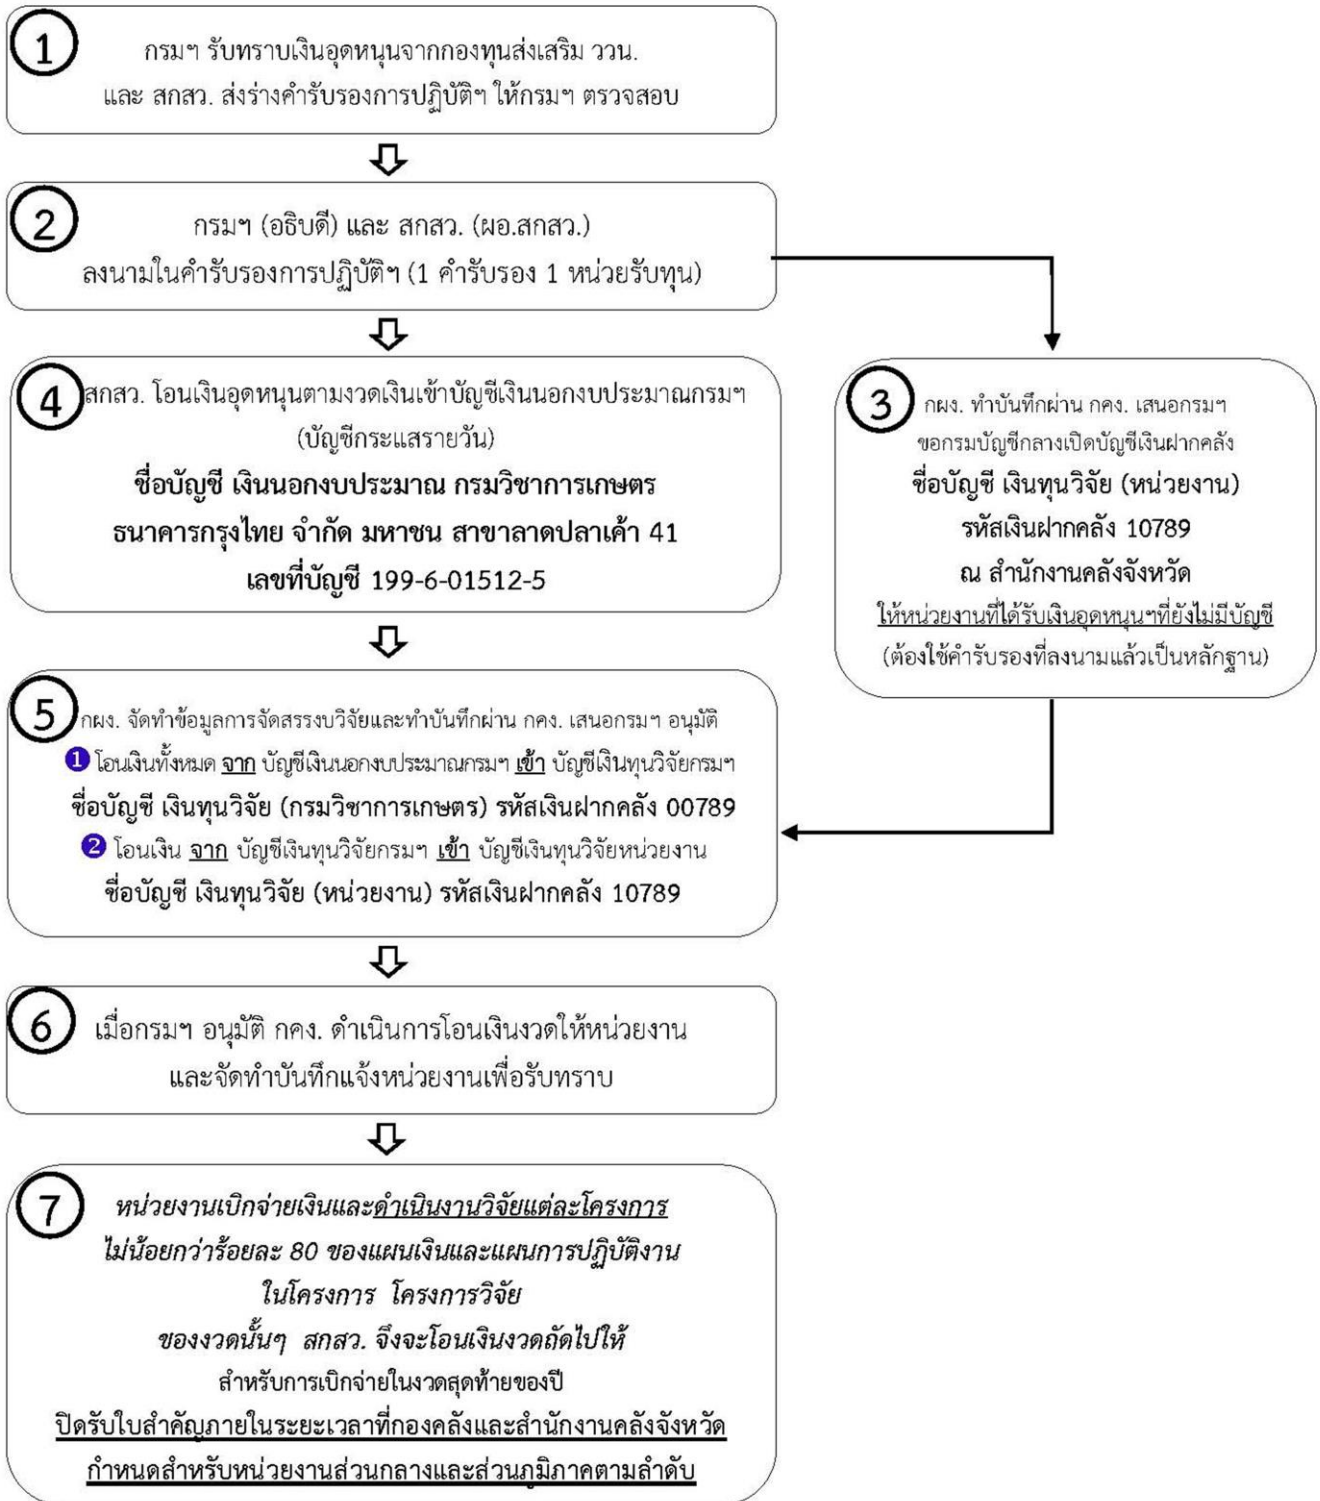 1
กรมฯ รับทราบเงินอุดหนุนจากกองทุนส่งเสริม ววน.
และ สกสว. ส่งร่างคำรับรองการปฏิบัติฯ ให้กรมฯ ตรวจสอบ
2
กรมฯ (อธิบดี) และ สกสว. (ผอ.สกสว.)
ลงนามในคำรับรองการปฏิบัติฯ (1 คำรับรอง 1 หน่วยรับทุน)
3
กผง. ทำบันทึกผ่าน กคง. เสนอกรมฯ
ขอกรมบัญชีกลางเปิดบัญชีเงินฝากคลัง
ชื่อบัญชี เงินทุนวิจัย (หน่วยงาน)
รหัสเงินฝากคลัง 10789
ณ สำนักงานคลังจังหวัด
ให้หน่วยงานที่ได้รับเงินอุดหนุนฯที่ยังไม่มีบัญชี
(ต้องใช้คำรับรองที่ลงนามแล้วเป็นหลักฐาน)
4
สกสว. โอนเงินอุดหนุนตามงวดเงินเข้าบัญชีเงินนอกงบประมาณกรมฯ
(บัญชีกระแสรายวัน)
ชื่อบัญชี เงินนอกงบประมาณ กรมวิชาการเกษตร
ธนาคารกรุงไทย จำกัด มหาชน สาขาลาดปลาเค้า 41
เลขที่บัญชี 199-6-01512-5
5
กผง. จัดทำข้อมูลการจัดสรรงบวิจัยและทำบันทึกผ่าน กคง. เสนอกรมฯ อนุมัติ
❶ โอนเงินทั้งหมด จาก บัญชีเงินนอกงบประมาณกรมฯ เข้า บัญชีเงินทุนวิจัยกรมฯ
ชื่อบัญชี เงินทุนวิจัย (กรมวิชาการเกษตร) รหัสเงินฝากคลัง 00789
❷ โอนเงิน จาก บัญชีเงินทุนวิจัยกรมฯ เข้า บัญชีเงินทุนวิจัยหน่วยงาน
ชื่อบัญชี เงินทุนวิจัย (หน่วยงาน) รหัสเงินฝากคลัง 10789
6
เมื่อกรมฯ อนุมัติ กคง. ดำเนินการโอนเงินงวดให้หน่วยงาน
และจัดทำบันทึกแจ้งหน่วยงานเพื่อรับทราบ
7
หน่วยงานเบิกจ่ายเงินและดำเนินงานวิจัยแต่ละโครงการ
ไม่น้อยกว่าร้อยละ 80 ของแผนเงินและแผนการปฏิบัติงาน
ในโครงการ โครงการวิจัย
ของงวดนั้นๆ สกสว. จึงจะโอนเงินงวดถัดไปให้
สำหรับการเบิกจ่ายในงวดสุดท้ายของปี
ปิดรับใบสำคัญภายในระยะเวลาที่กองคลังและสำนักงานคลังจังหวัด
กำหนดสำหรับหน่วยงานส่วนกลางและส่วนภูมิภาคตามลำดับ